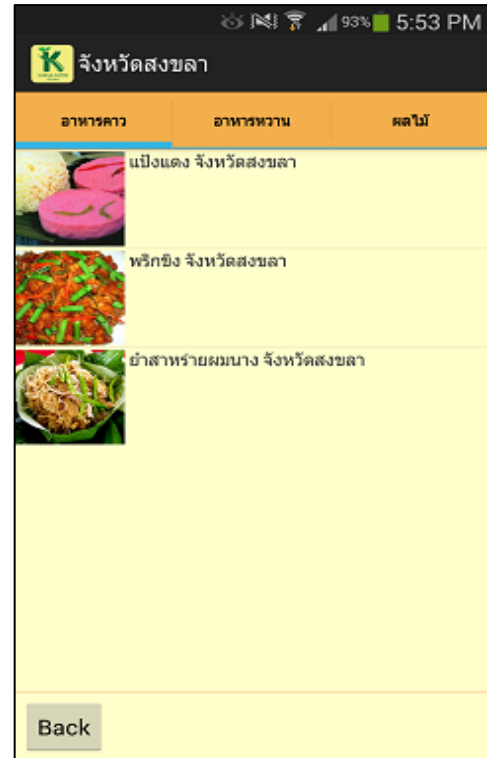 93% 5:53 PM
K จังหวัดสงขลา
อาหารคาว อาหารหวาน ผลไม้
แป้งแดง จังหวัดสงขลา
พริกขิง จังหวัดสงขลา
ยำสาหร่ายผมนาง จังหวัดสงขลา
Back